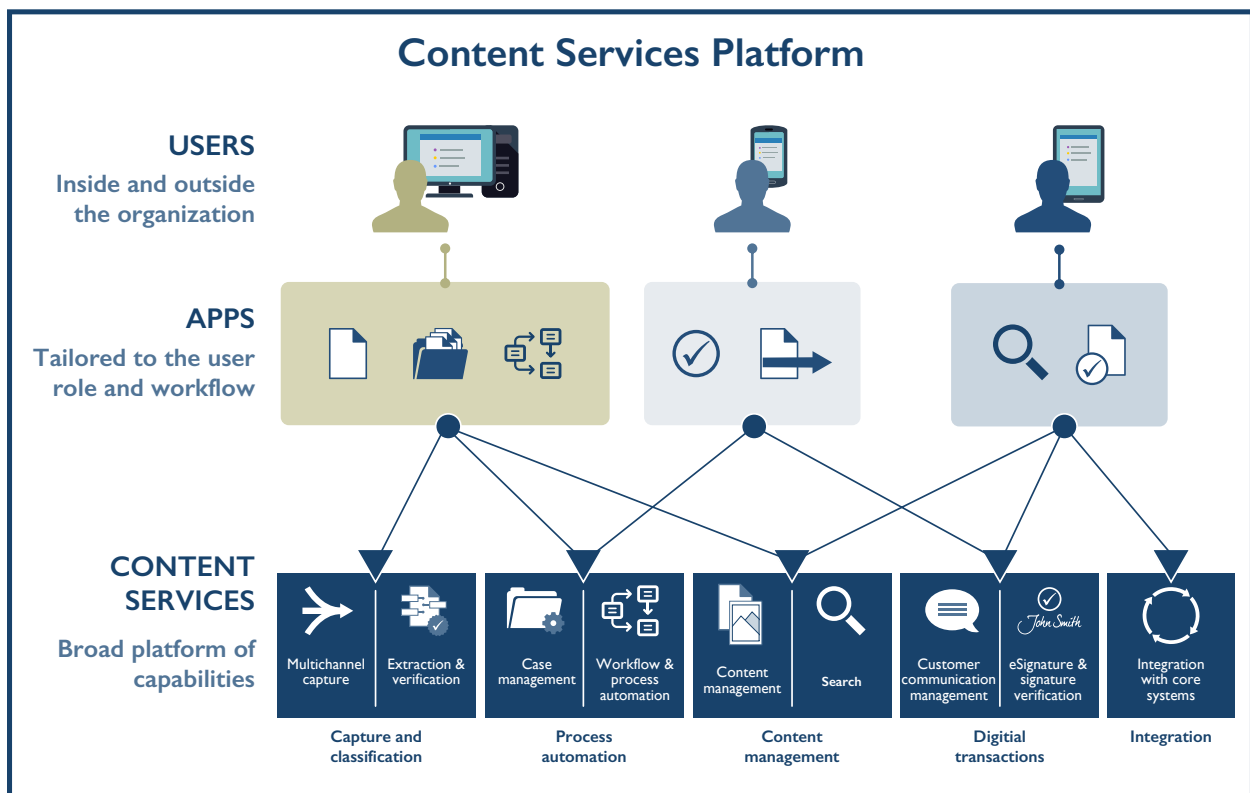 Content Services Platform
USERS
Inside and outside
the organization
APPS
Tailored to the user
role and workflow
CONTENT
SERVICES
Broad platform of
capabilities
Multichannel
capture
Extraction &
verification
Case
management
Workflow &
process
automation
Content
management
Search
Customer
communication
management
John Smith
eSignature &
signature
verification
Integration
with core
systems
Capture and
classification
Process
automation
Content
management
Digitial
transactions
Integration